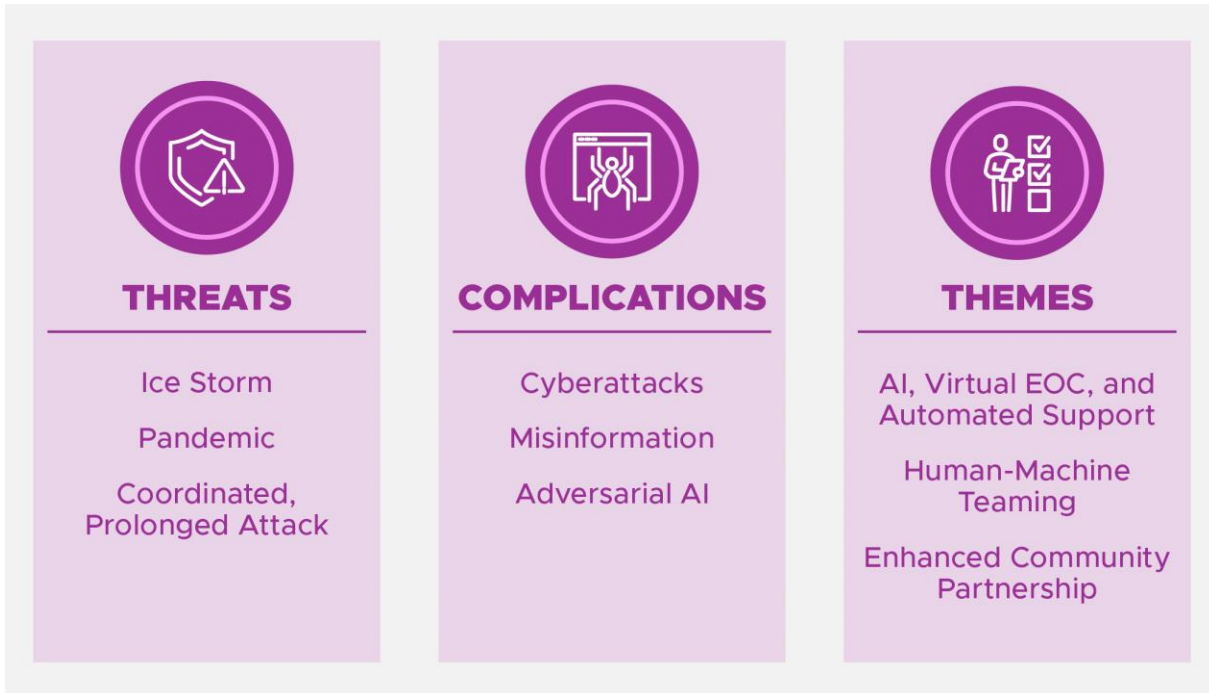 THREATS
Ice Storm
Pandemic
Coordinated,
Prolonged Attack
COMPLICATIONS
Cyberattacks
Misinformation
Adversarial AI
THEMES
AI, Virtual EOC, and
Automated Support
Human-Machine
Teaming
Enhanced Community
Partnership